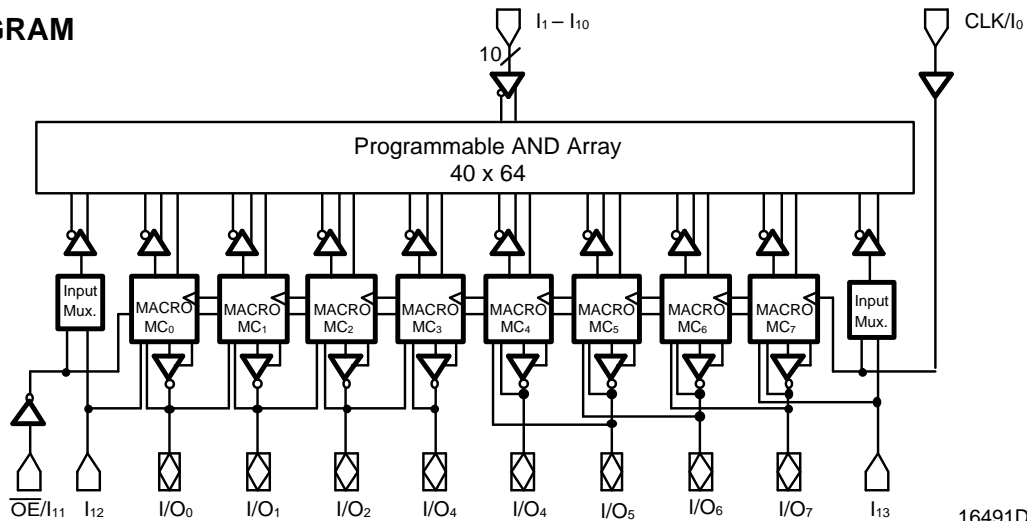 GRAM
I₁ – I₁₀
CLK/I₀
10
Programmable AND Array
40 x 64
Input
Mux.
MACRO
MC₀
MACRO
MC₁
MACRO
MC₂
MACRO
MC₃
MACRO
MC₄
MACRO
MC₅
MACRO
MC₆
MACRO
MC₇
Input
Mux.
O̅E̅/I₁₁
I₁₂
I/O₀
I/O₁
I/O₂
I/O₄
I/O₄
I/O₅
I/O₆
I/O₇
I₁₃
16491D